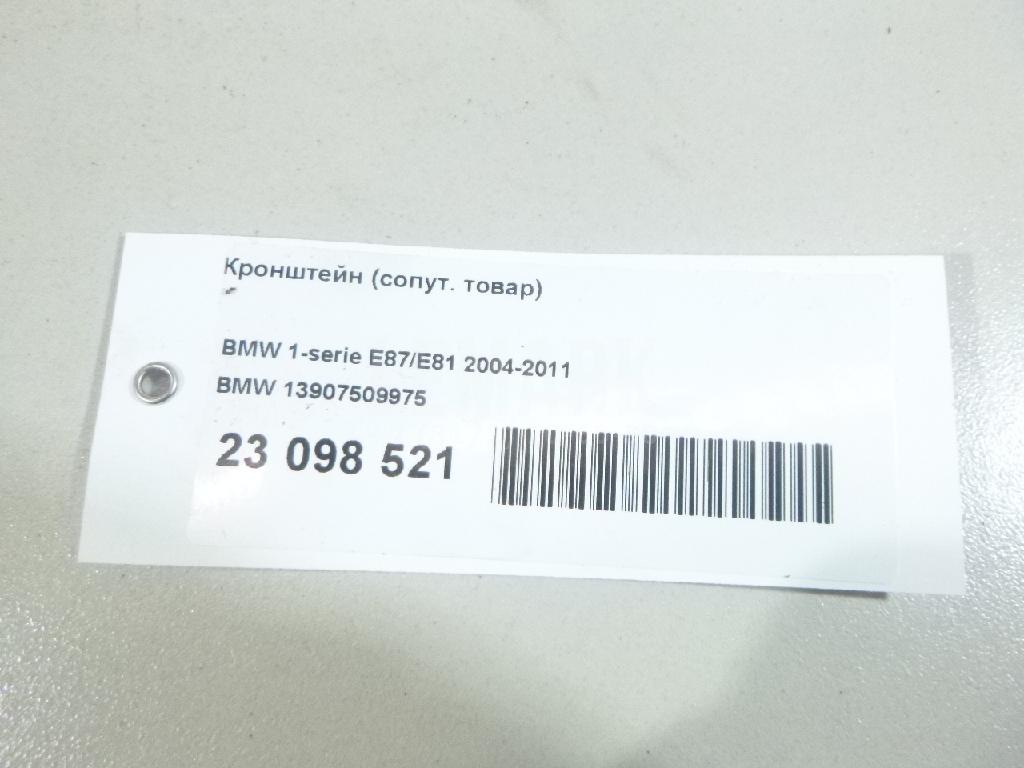 Кронштейн (сопут. товар)
BMW 1-serie E87/E81 2004-2011
BMW 13907509975
23 098 521